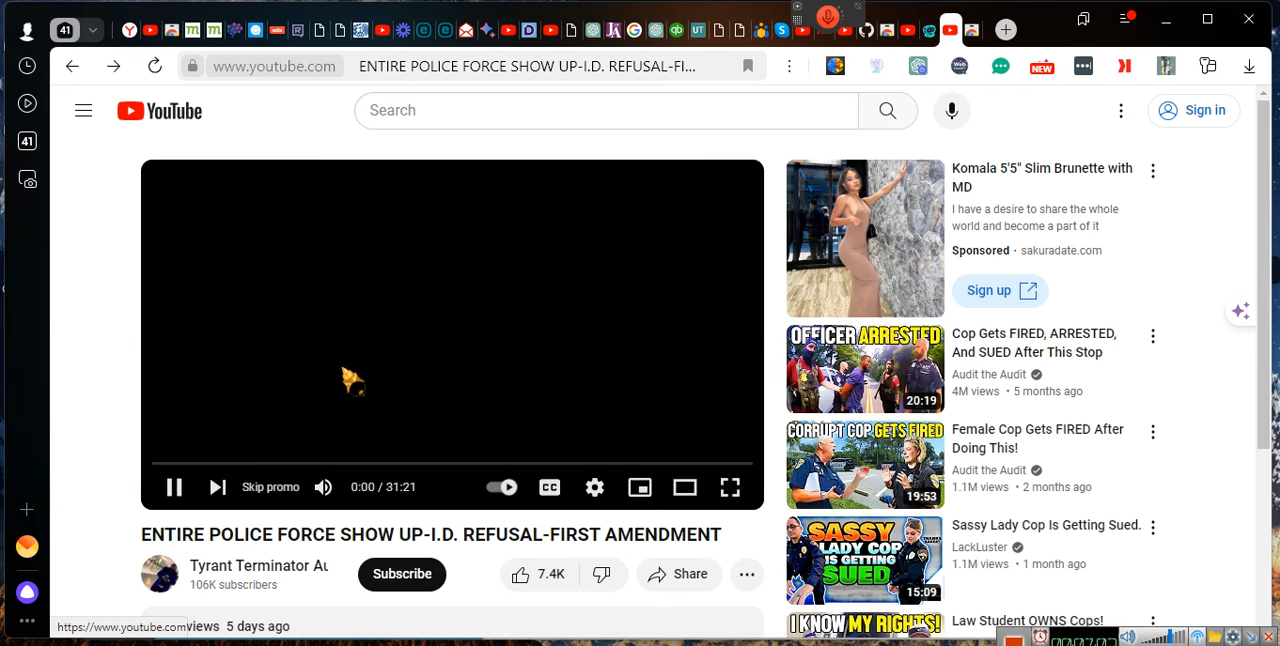 41
www.youtube.com ENTIRE POLICE FORCE SHOW UP-I.D. REFUSAL-FI...
NEW
41
YouTube
Search
Sign in
Komala 5'5" Slim Brunette with
MD
I have a desire to share the whole
world and become a part of it
Sponsored · sakuradate.com
Sign up
OFFICER ARRESTED
20:19
Cop Gets FIRED, ARRESTED,
And SUED After This Stop
Audit the Audit
4M views • 5 months ago
CORRUPT COP GETS FIRED
19:53
Female Cop Gets FIRED After
Doing This!
Audit the Audit
1.1M views • 2 months ago
Skip promo
0:00 / 31:21
CC
ENTIRE POLICE FORCE SHOW UP-I.D. REFUSAL-FIRST AMENDMENT
Tyrant Terminator Au
106K subscribers
Subscribe
7.4K
Share
SASSY
LADY COP
IS GETTING
SUED
15:09
Sassy Lady Cop Is Getting Sued.
LackLuster
1.1M views • 1 month ago
I KNOW MY RIGHTS!
Law Student OWNS Cops!
views 5 days ago
https://www.youtube.com